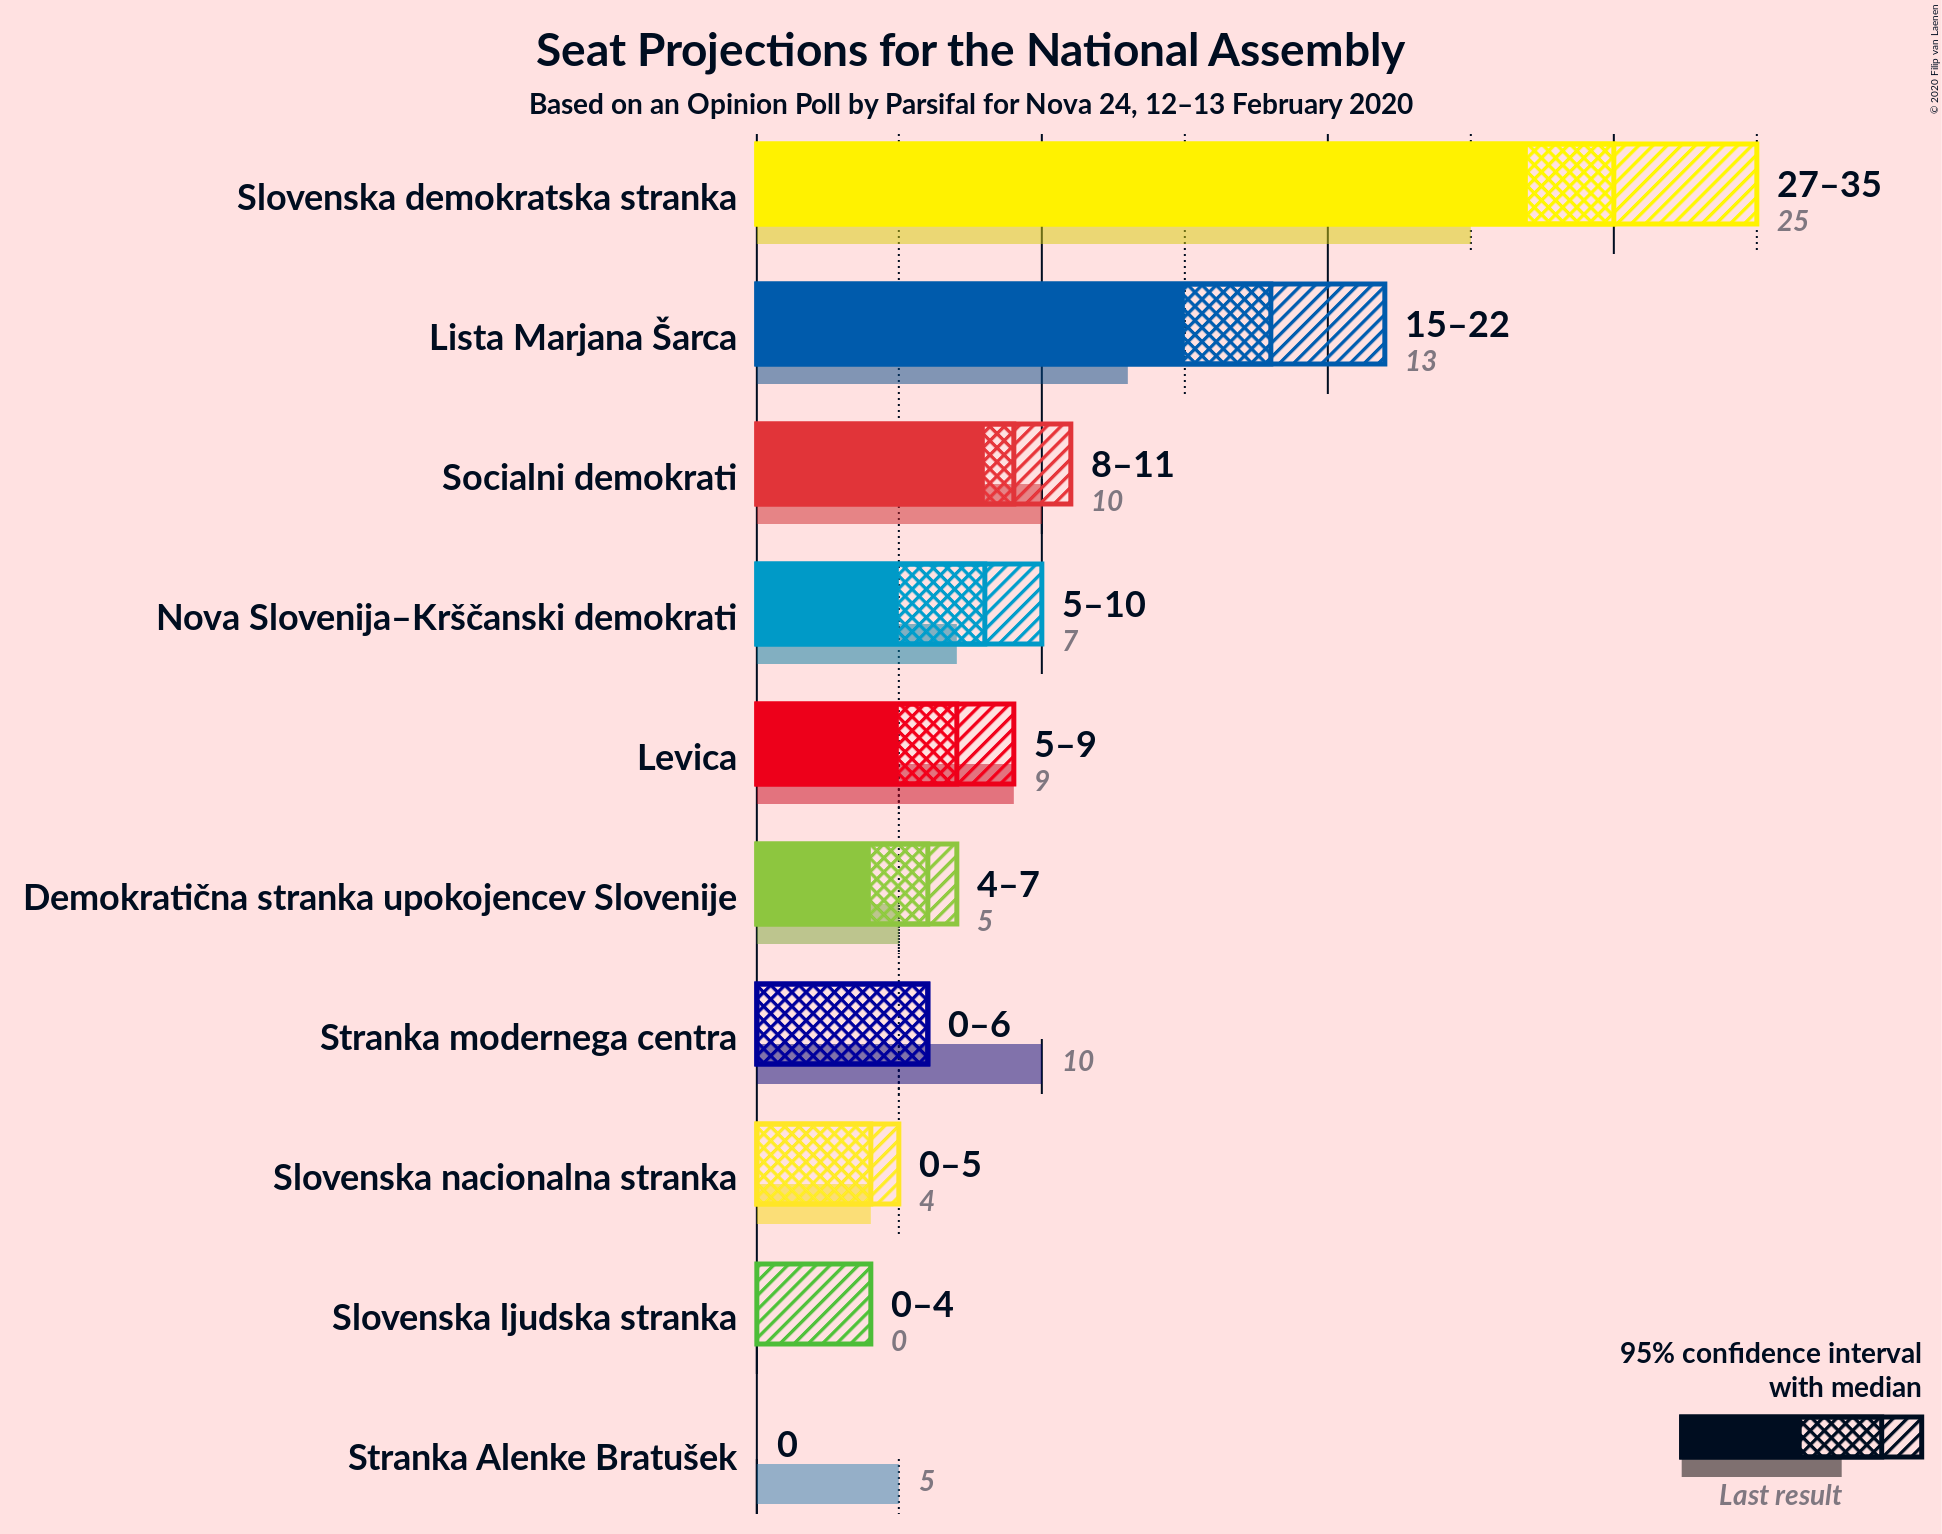 Seat Projections for the National Assembly
Based on an Opinion Poll by Parsifal for Nova 24, 12–13 February 2020
© 2020 Filip van Laenen
Slovenska demokratska stranka
27–35
25
Lista Marjana Šarca
15–22
13
Socialni demokrati
8–11
10
Nova Slovenija–Krščanski demokrati
5–10
7
Levica
5–9
9
Demokratična stranka upokojencev Slovenije
4–7
5
Stranka modernega centra
0–6
10
Slovenska nacionalna stranka
0–5
4
Slovenska ljudska stranka
0–4
0
Stranka Alenke Bratušek
0
5
95% confidence interval
with median
Last result